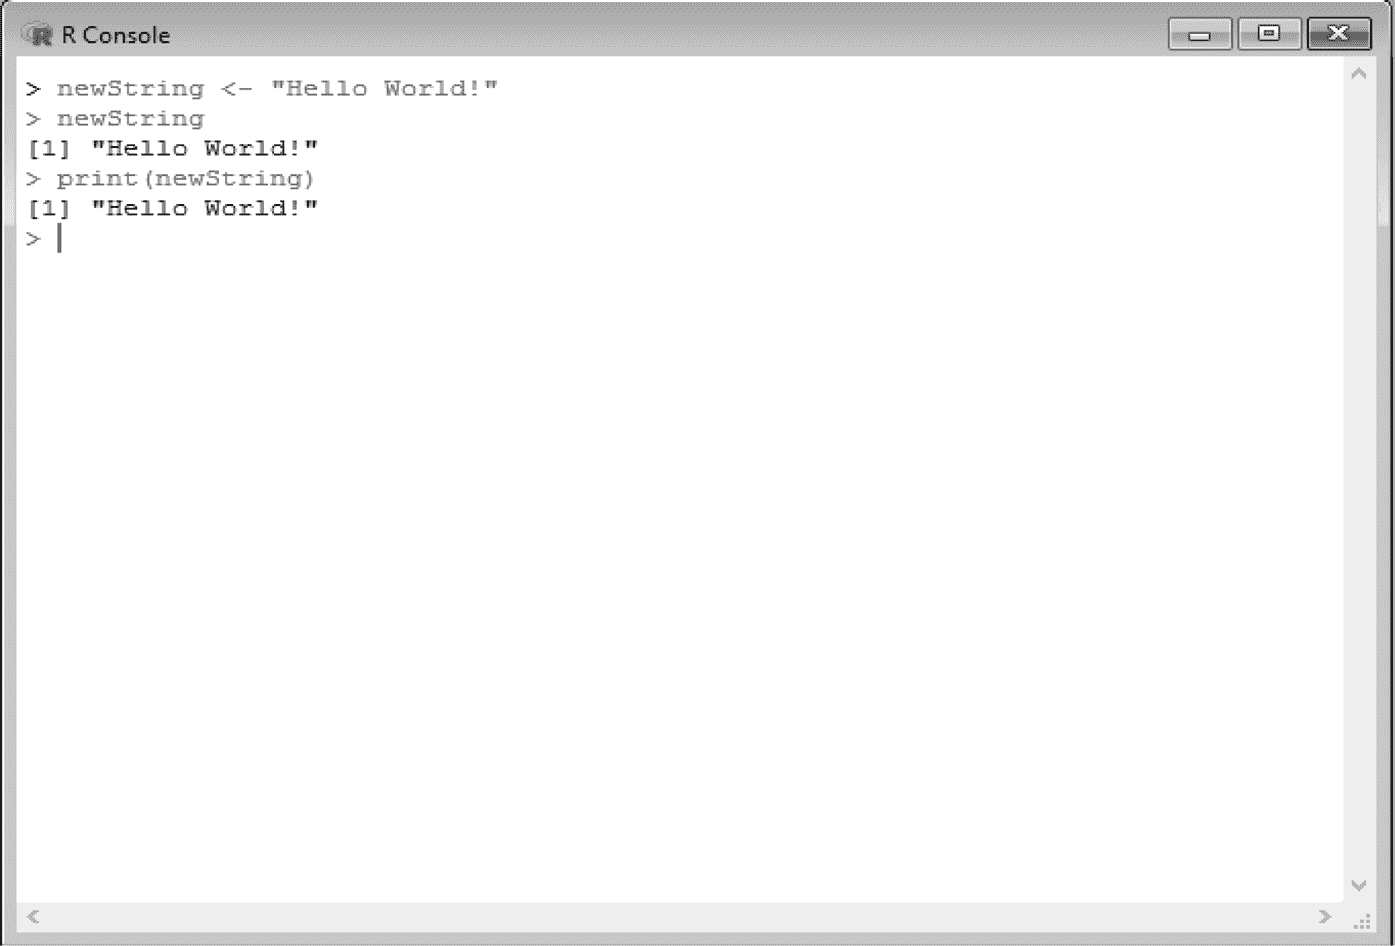 R Console
> newString <- "Hello World!"
> newString
[1] "Hello World!"
> print(newString)
[1] "Hello World!"
>